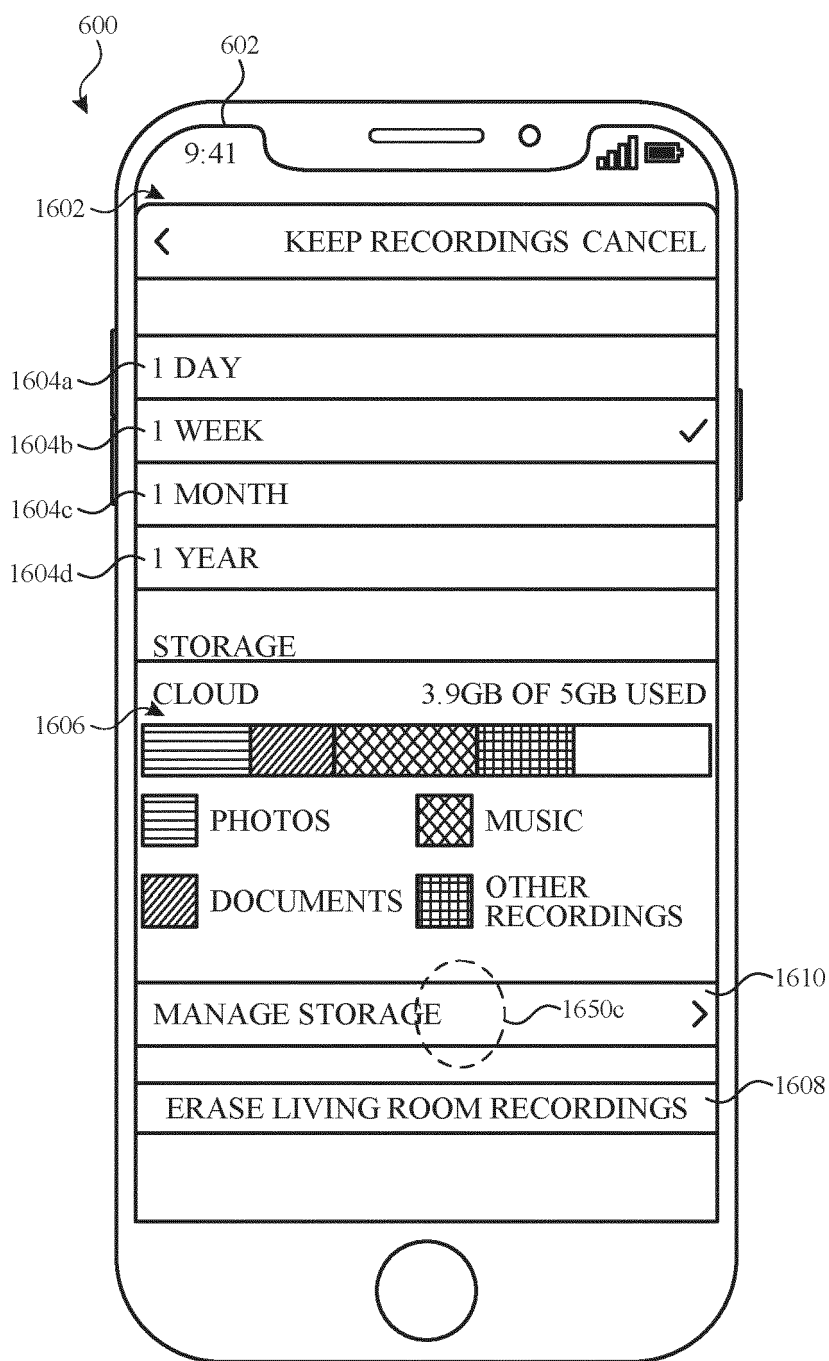 600
602
9:41
1602
KEEP RECORDINGS CANCEL
1604a
1 DAY
1604b
1 WEEK
1604c
1 MONTH
1604d
1 YEAR
STORAGE
CLOUD 3.9GB OF 5GB USED
1606
PHOTOS MUSIC
DOCUMENTS OTHER
RECORDINGS
1610
MANAGE STORAGE 1650c
1608
ERASE LIVING ROOM RECORDINGS